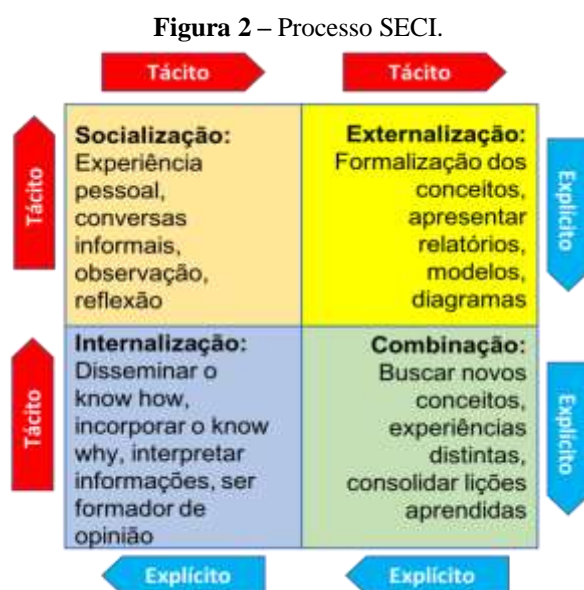 Figura 2 – Processo SECI.
Tácito
Tácito
Tácito
Socialização:
Experiência
pessoal,
conversas
informais,
observação,
reflexão
Externalização:
Formalização dos
conceitos,
apresentar
relatórios,
modelos,
diagramas
Explícito
Tácito
Internalização:
Disseminar o
know how,
incorporar o know
why, interpretar
informações, ser
formador de
opinião
Combinação:
Buscar novos
conceitos,
experiências
distintas,
consolidar lições
aprendidas
Explícito
Explícito
Explícito